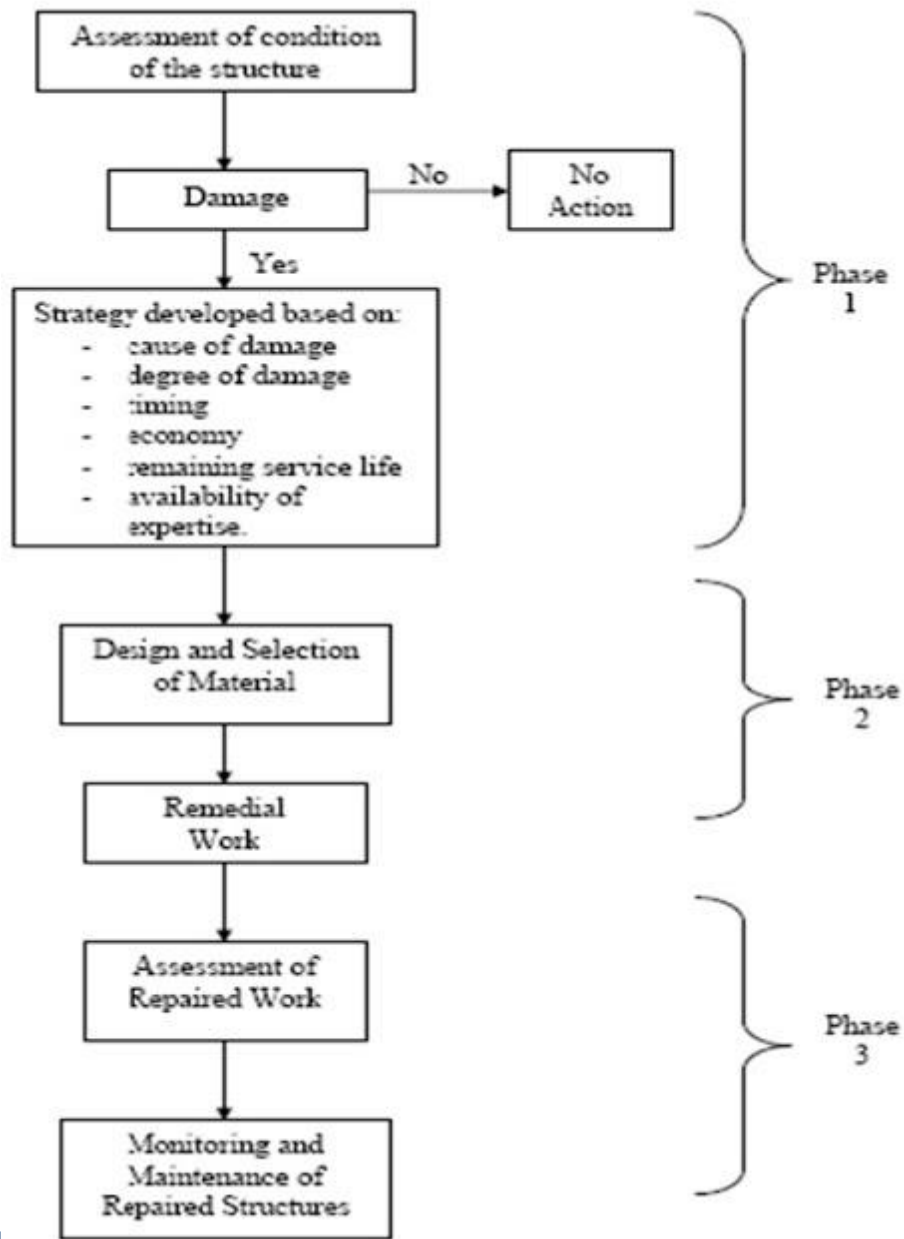 Assessment of condition
of the structure
Damage
No
No
Action
Yes
Strategy developed based on:
- cause of damage
- degree of damage
- timing
- economy
- remaining service life
- availability of
expertise.
Phase
1
Design and Selection
of Material
Remedial
Work
Phase
2
Assessment of
Repaired Work
Monitoring and
Maintenance of
Repaired Structures
Phase
3